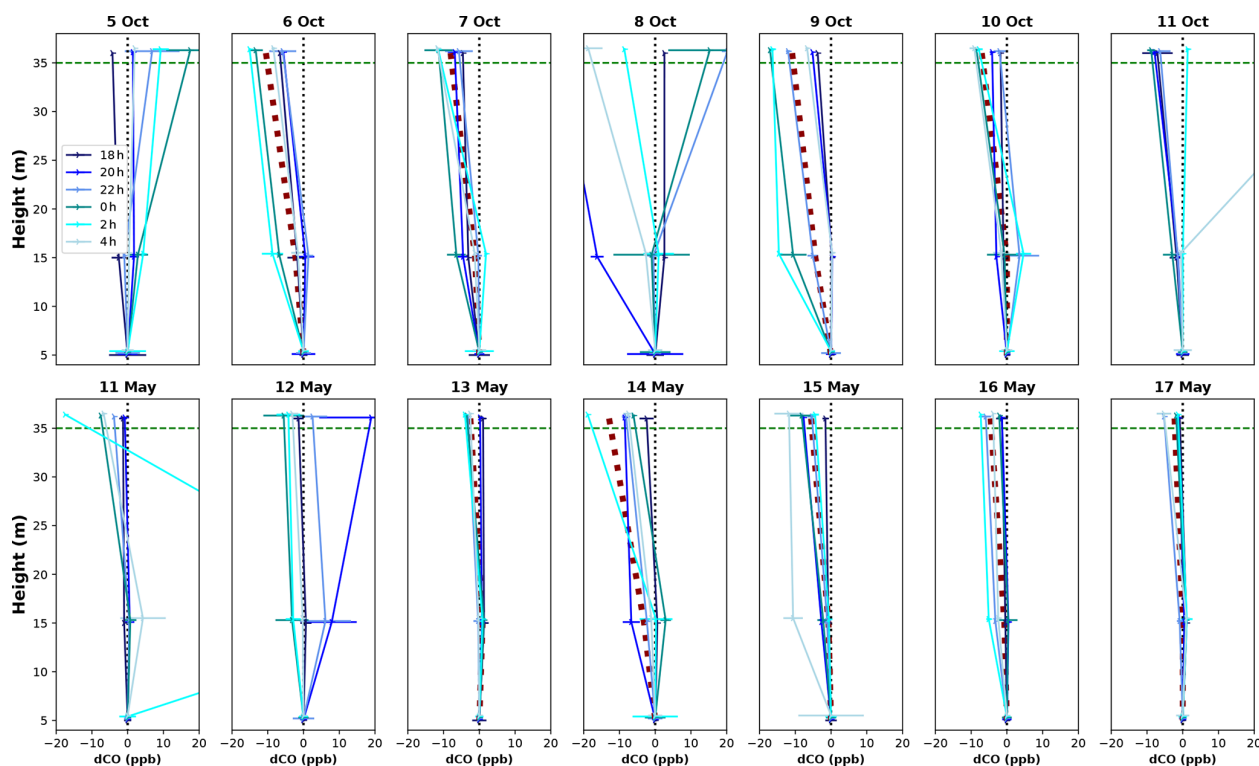 5 Oct
6 Oct
7 Oct
8 Oct
9 Oct
10 Oct
11 Oct
Height (m)
35
30
25
20
15
10
5
18 h
20 h
22 h
0 h
2 h
4 h
11 May
12 May
13 May
14 May
15 May
16 May
17 May
Height (m)
35
30
25
20
15
10
5
−20 −10 0 10 20
−20 −10 0 10 20
−20 −10 0 10 20
−20 −10 0 10 20
−20 −10 0 10 20
−20 −10 0 10 20
−20 −10 0 10 20
dCO (ppb)
dCO (ppb)
dCO (ppb)
dCO (ppb)
dCO (ppb)
dCO (ppb)
dCO (ppb)